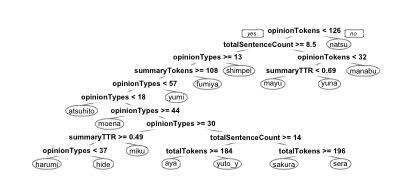 yes opinionTokens < 126 no
totalSentenceCount >= 8.5 natsu
opinionTypes >= 13 opinionTokens < 32
summaryTokens >= 108 shimpei summaryTTR < 0.69 manabu
opinionTypes < 57 fumiya mayu yuna
opinionTypes < 18 yumi
atsuhito opinionTypes >= 44
moena opinionTypes >= 30
summaryTTR >= 0.49 totalSentenceCount >= 14
opinionTypes < 37 miku totalTokens >= 184 totalTokens >= 196
harumi hide aya yuto_y sakura sera